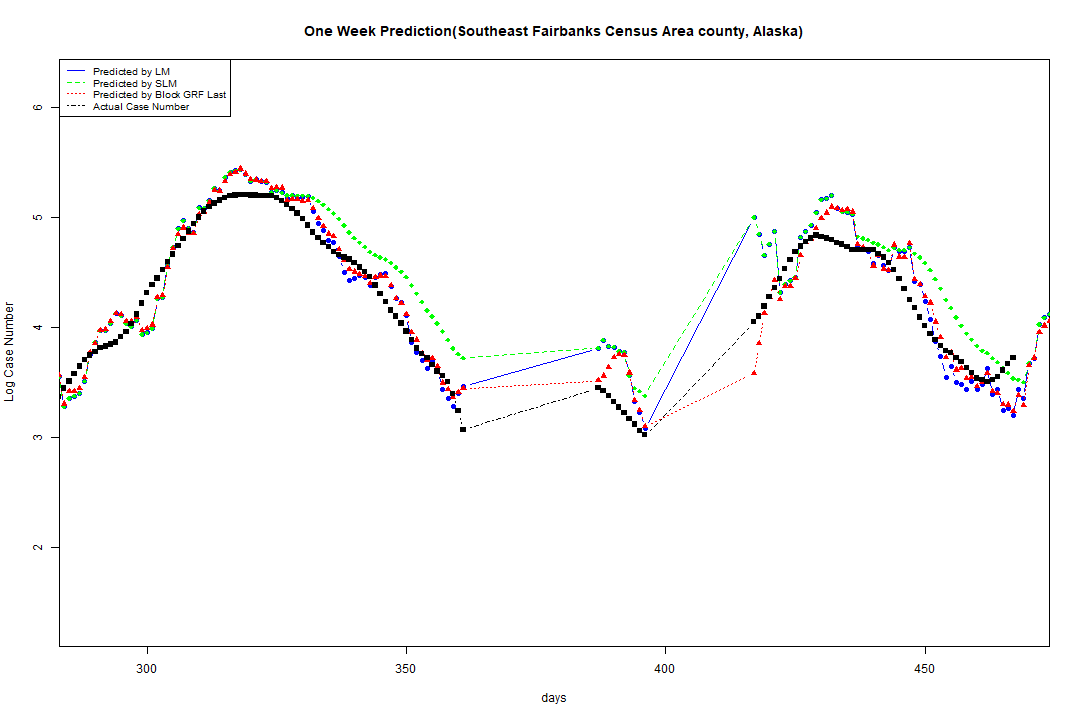 One Week Prediction(Southeast Fairbanks Census Area county, Alaska)
Predicted by LM
Predicted by SLM
Predicted by Block GRF Last
Actual Case Number
6
5
4
3
2
Log Case Number
300 350 400 450
days